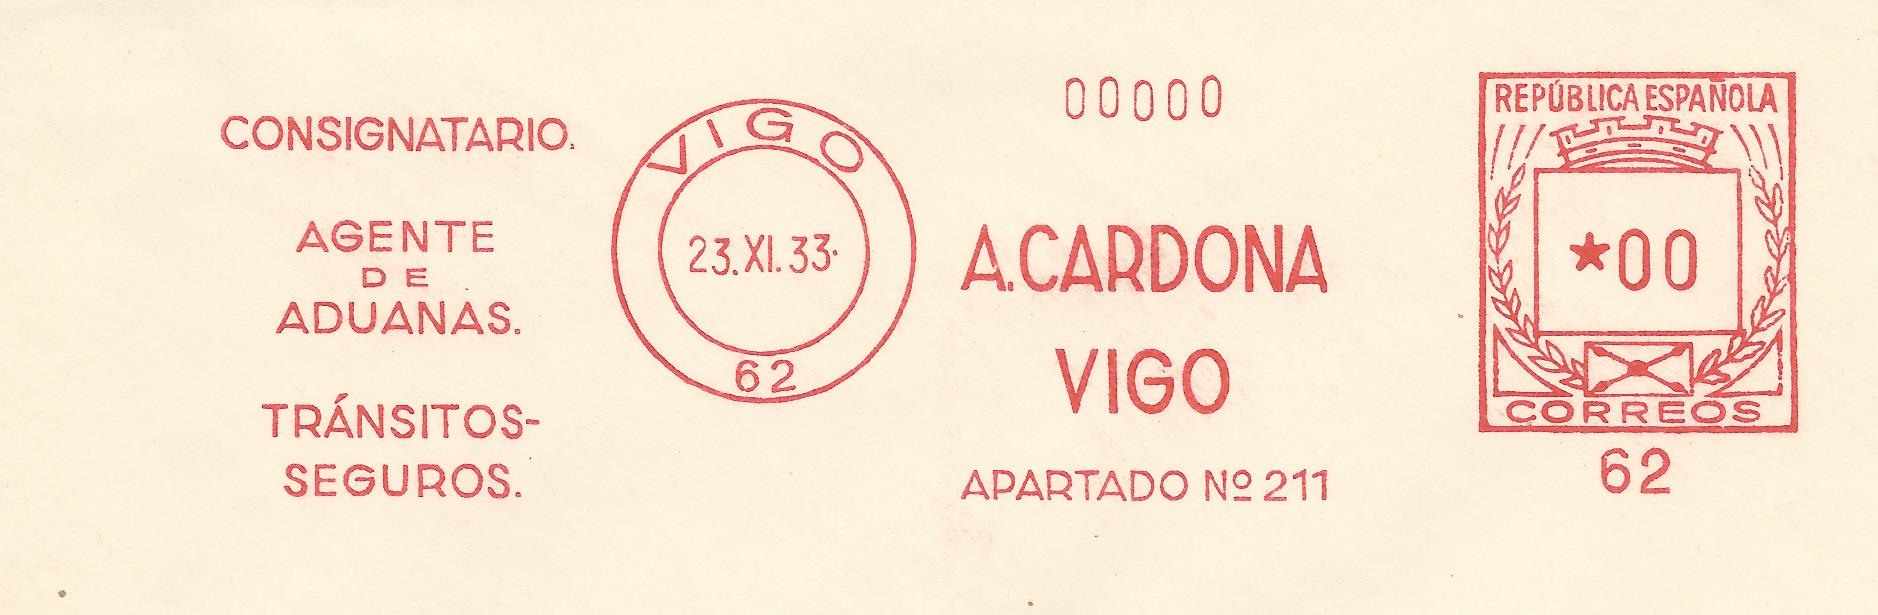 CONSIGNATARIO.
AGENTE
DE
ADUANAS.
TRÁNSITOS-
SEGUROS.
VIGO
23.XI.33.
62
00000
A.CARDONA
VIGO
APARTADO Nº 211
REPÚBLICA ESPAÑOLA
*00
CORREOS
62